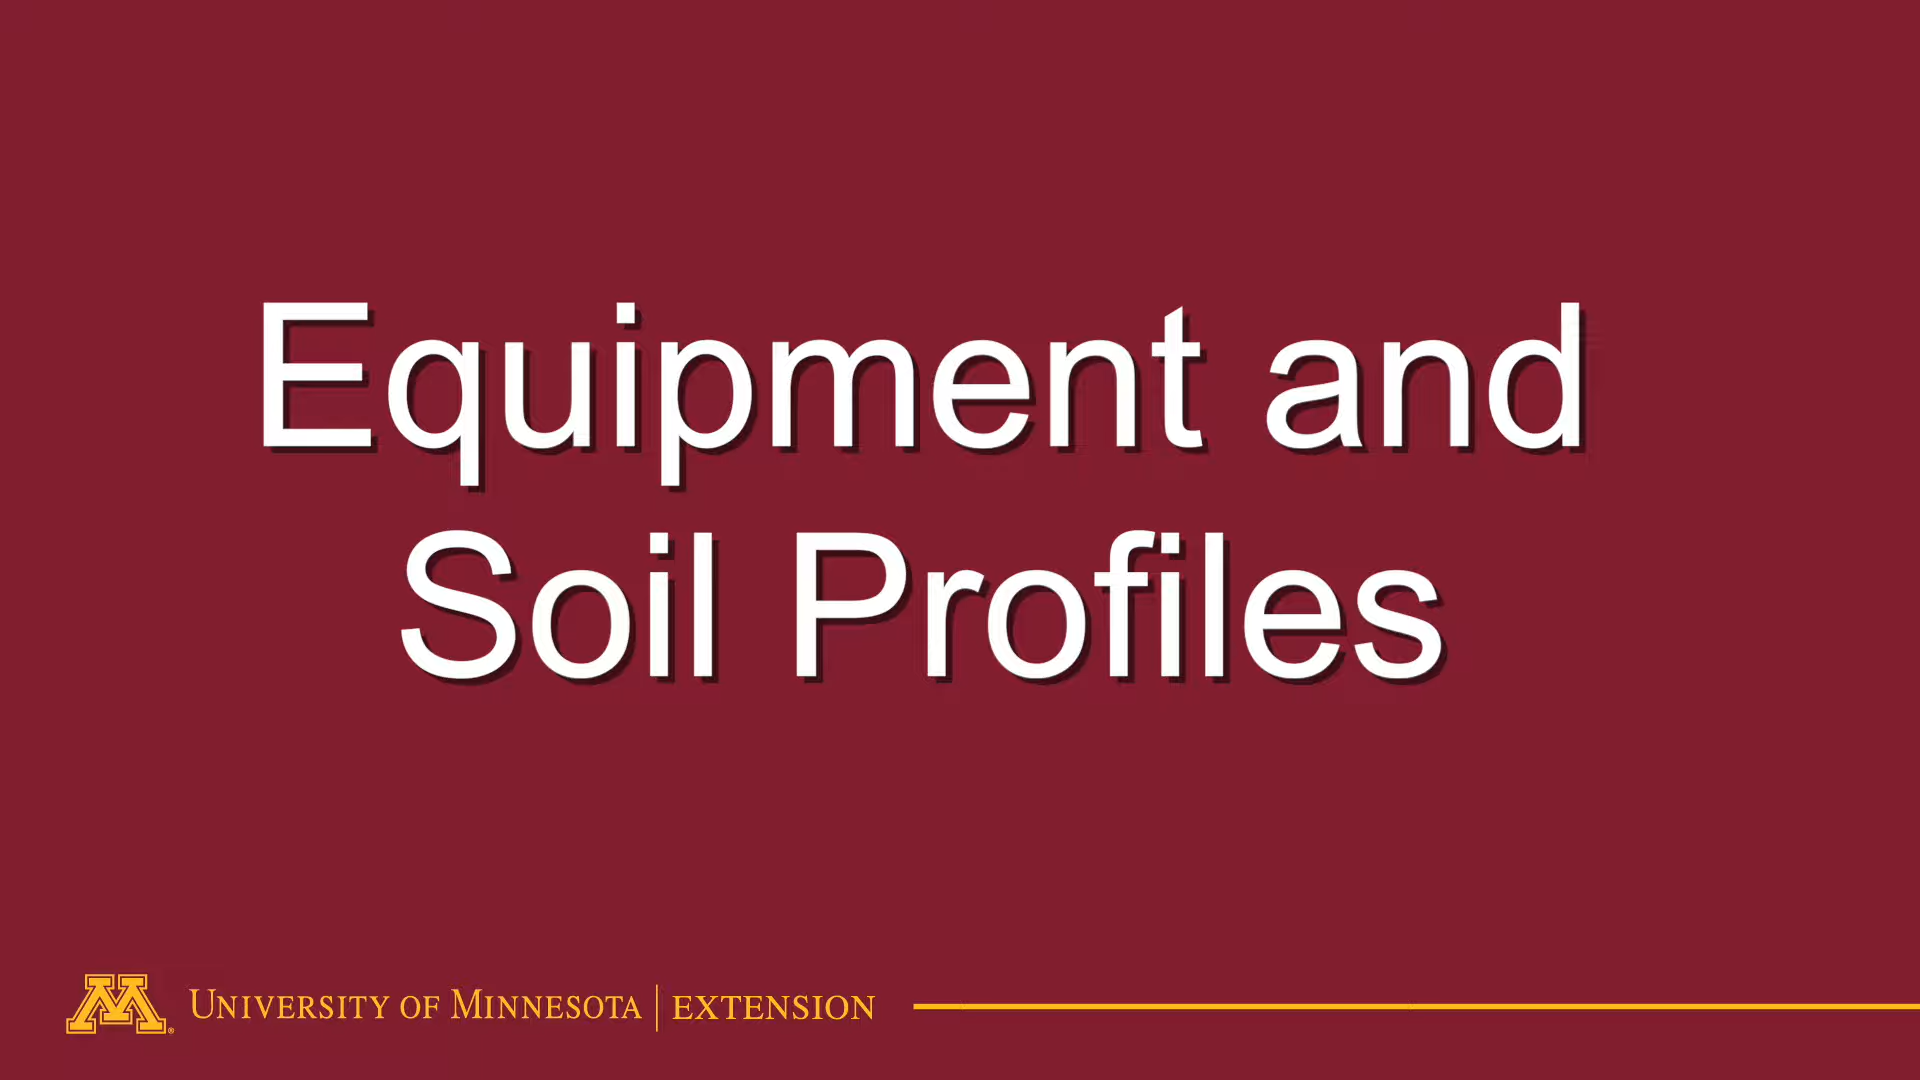 Equipment and
Soil Profiles
UNIVERSITY OF MINNESOTA | EXTENSION